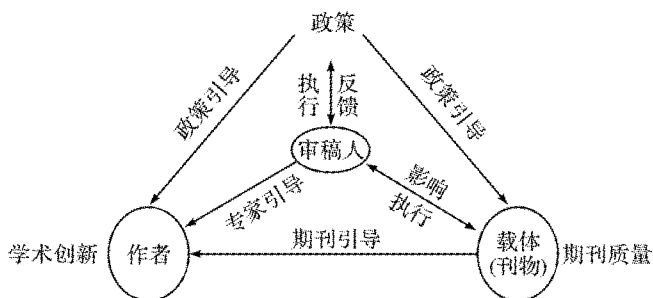 政策
政策引导
执行
反馈
政策引导
审稿人
专家引导
影响
执行
学术创新
作者
期刊引导
载体
(刊物)
期刊质量